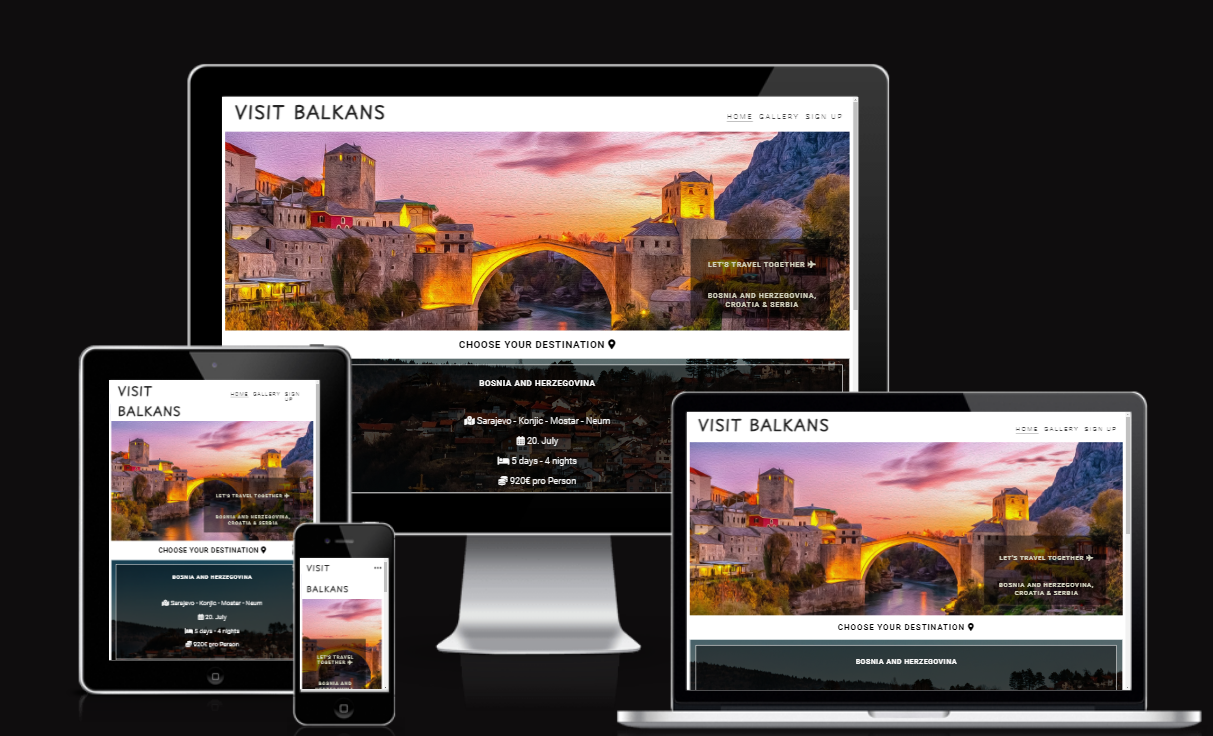 VISIT BALKANS
HOME GALLERY SIGN UP
LET'S TRAVEL TOGETHER
BOSNIA AND HERZEGOVINA,
CROATIA & SERBIA
CHOOSE YOUR DESTINATION
BOSNIA AND HERZEGOVINA
Sarajevo - Konjic - Mostar - Neum
20. July
5 days - 4 nights
920€ pro Person
VISIT
BALKANS
HOME GALLERY SIGN
UP
LET'S TRAVEL TOGETHER
BOSNIA AND HERZEGOVINA,
CROATIA & SERBIA
CHOOSE YOUR DESTINATION
BOSNIA AND HERZEGOVINA
Sarajevo - Konjic - Mostar - Neum
20. July
5 days - 4 nights
920€ pro Person
VISIT
BALKANS
LET'S TRAVEL
TOGETHER
BOSNIA AND
VISIT BALKANS
HOME GALLERY SIGN UP
LET'S TRAVEL TOGETHER
BOSNIA AND HERZEGOVINA,
CROATIA & SERBIA
CHOOSE YOUR DESTINATION
BOSNIA AND HERZEGOVINA